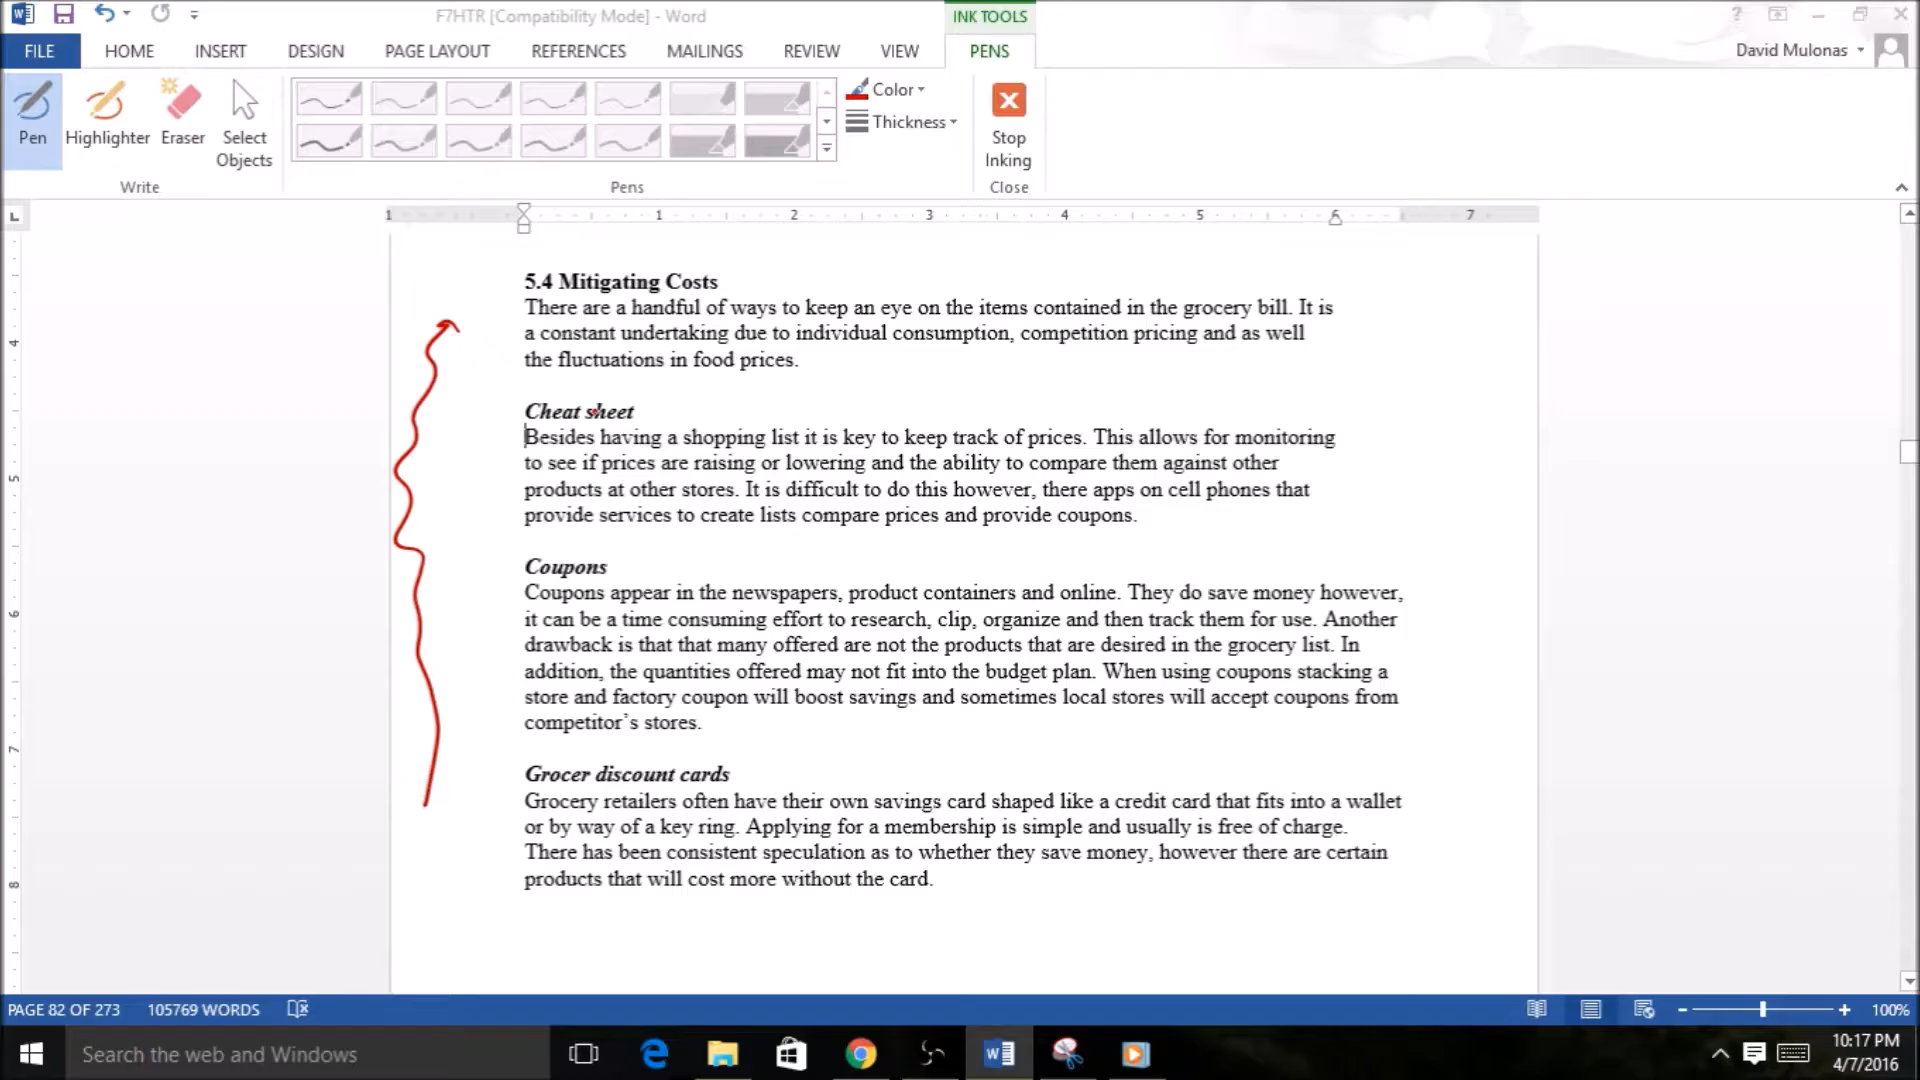 F7HTR [Compatibility Mode] - Word
INK TOOLS
?
FILE
HOME
INSERT
DESIGN
PAGE LAYOUT
REFERENCES
MAILINGS
REVIEW
VIEW
PENS
David Mulonas
Pen
Highlighter
Eraser
Select
Objects
Color
Thickness
Stop
Inking
Write
Pens
Close
L
1 1 2 3 4 5 6 7
4
5
6
7
8
5.4 Mitigating Costs
There are a handful of ways to keep an eye on the items contained in the grocery bill. It is
a constant undertaking due to individual consumption, competition pricing and as well
the fluctuations in food prices.
Cheat sheet
Besides having a shopping list it is key to keep track of prices. This allows for monitoring
to see if prices are raising or lowering and the ability to compare them against other
products at other stores. It is difficult to do this however, there apps on cell phones that
provide services to create lists compare prices and provide coupons.
Coupons
Coupons appear in the newspapers, product containers and online. They do save money however,
it can be a time consuming effort to research, clip, organize and then track them for use. Another
drawback is that that many offered are not the products that are desired in the grocery list. In
addition, the quantities offered may not fit into the budget plan. When using coupons stacking a
store and factory coupon will boost savings and sometimes local stores will accept coupons from
competitor’s stores.
Grocer discount cards
Grocery retailers often have their own savings card shaped like a credit card that fits into a wallet
or by way of a key ring. Applying for a membership is simple and usually is free of charge.
There has been consistent speculation as to whether they save money, however there are certain
products that will cost more without the card.
PAGE 82 OF 273
105769 WORDS
100%
Search the web and Windows
10:17 PM
4/7/2016